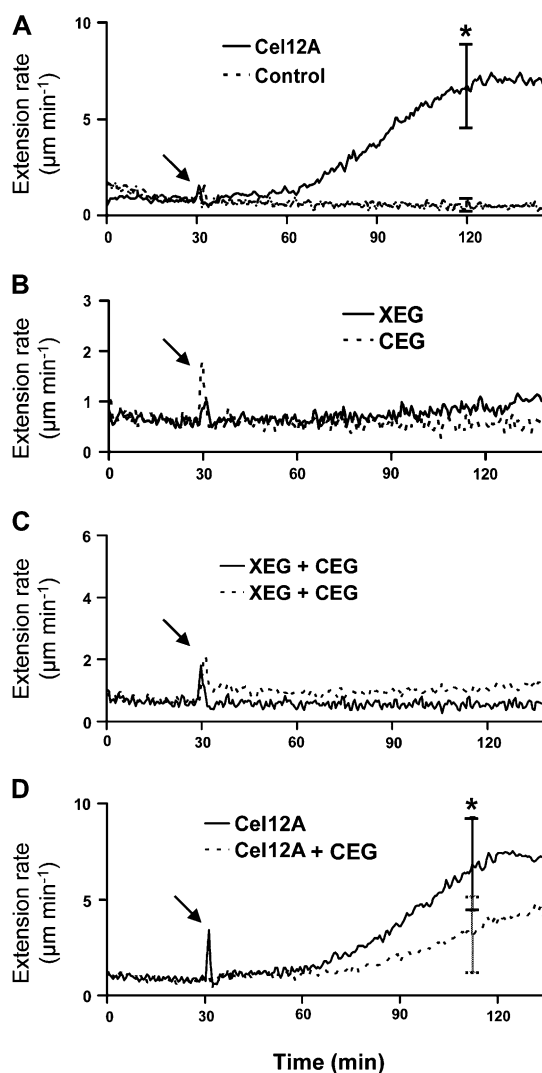 A
Extension rate
(µm min⁻¹)
10
5
0
Cel12A
Control
*
0 30 60 90 120
B
Extension rate
(µm min⁻¹)
3
2
1
0
XEG
CEG
0 30 60 90 120
C
Extension rate
(µm min⁻¹)
6
4
2
0
XEG + CEG
XEG + CEG
0 30 60 90 120
D
Extension rate
(µm min⁻¹)
10
5
0
Cel12A
Cel12A + CEG
*
0 30 60 90 120
Time (min)